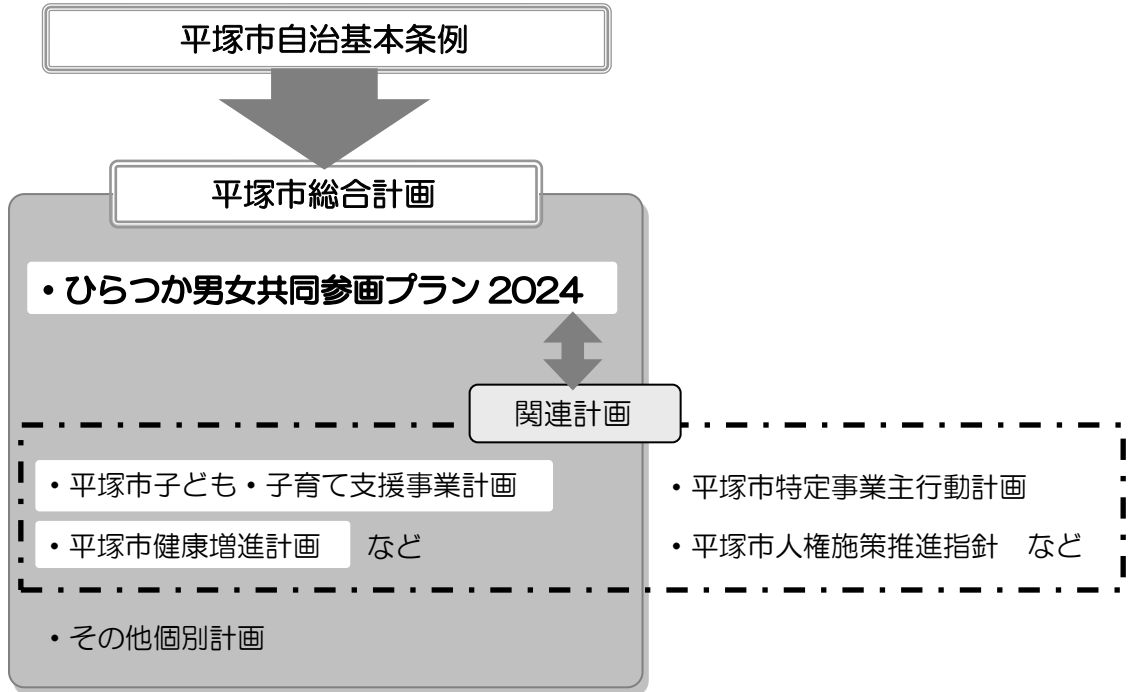 平塚市自治基本条例
平塚市総合計画
・ひらつか男女共同参画プラン 2024
関連計画
・平塚市子ども・子育て支援事業計画
・平塚市健康増進計画 など
・平塚市特定事業主行動計画
・平塚市人権施策推進指針 など
・その他個別計画